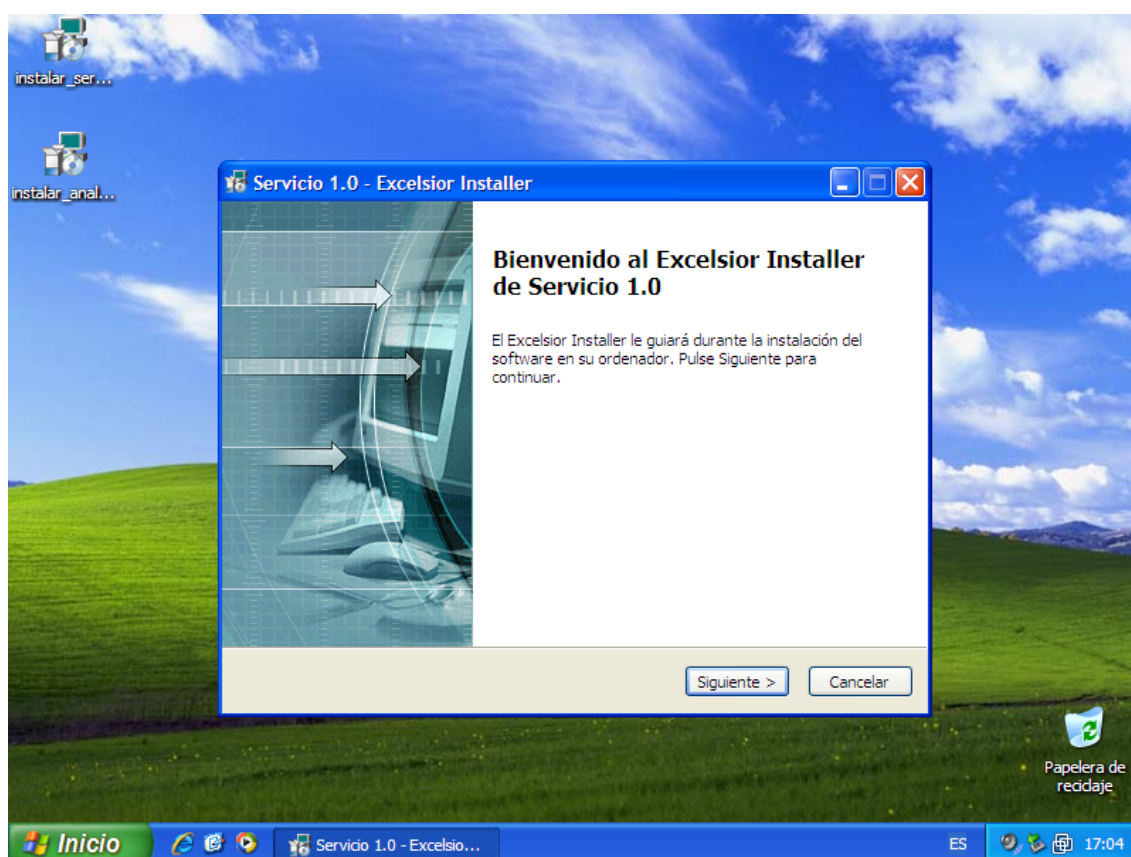 instalar_ser...
instalar_anal...
Servicio 1.0 - Excelsior Installer
Bienvenido al Excelsior Installer
de Servicio 1.0
El Excelsior Installer le guiará durante la instalación del
software en su ordenador. Pulse Siguiente para
continuar.
Siguiente >
Cancelar
Papelera de
reciclaje
Inicio
Servicio 1.0 - Excelsio...
ES
17:04